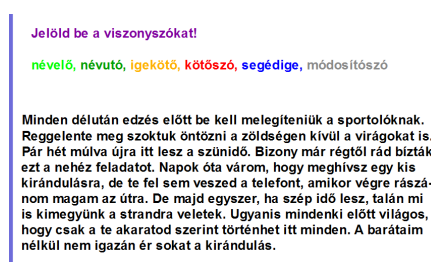 Jelöld be a viszonyszókat!
névelő, névutó, igekötő, kötőszó, segédige, módosítószó
Minden délután edzés előtt be kell melegíteniük a sportolóknak.
Reggelente meg szoktuk öntözni a zöldségen kívül a virágokat is.
Pár hét múlva újra itt lesz a szünidő. Bizony már régtől rád bízták
ezt a nehéz feladatot. Napok óta várom, hogy meghívsz egy kis
kirándulásra, de te fel sem veszed a telefont, amikor végre rászá-
nom magam az útra. De majd egyszer, ha szép idő lesz, talán mi
is kimegyünk a strandra veletek. Ugyanis mindenki előtt világos,
hogy csak a te akaratod szerint történhet itt minden. A barátaim
nélkül nem igazán ér sokat a kirándulás.